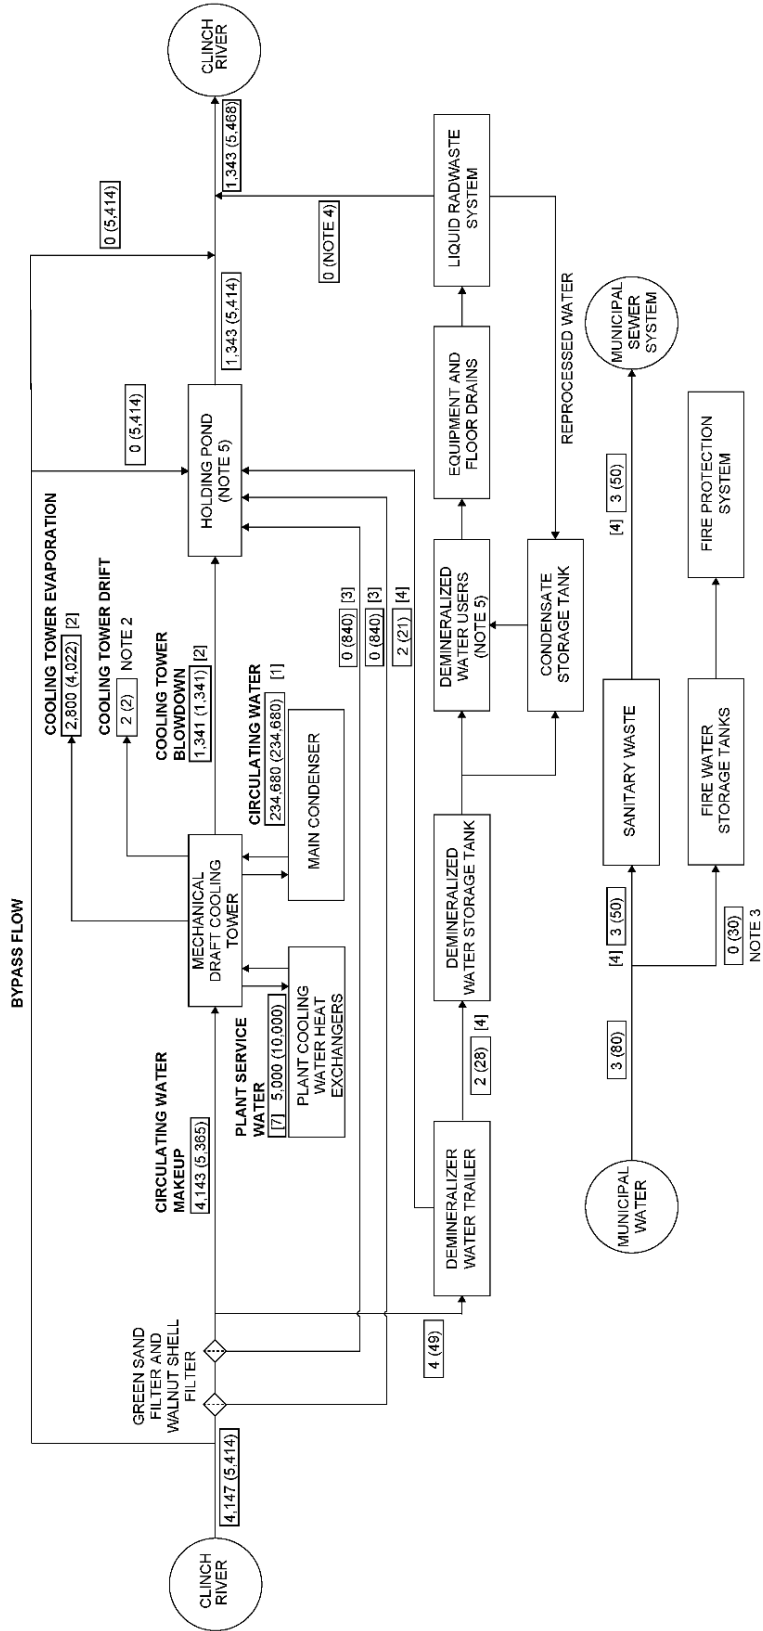 BYPASS FLOW
CLINCH
RIVER
4,147 (5,414)
GREEN SAND
FILTER AND
WALNUT SHELL
FILTER
CIRCULATING WATER
MAKEUP
4,143 (5,365)
MECHANICAL
DRAFT COOLING
TOWER
COOLING TOWER EVAPORATION
2,800 (4,022) [2]
COOLING TOWER DRIFT
2 (2) NOTE 2
COOLING TOWER
BLOWDOWN
1,341 (1,341) [2]
PLANT SERVICE
WATER
[7] 5,000 (10,000)
PLANT COOLING
WATER HEAT
EXCHANGERS
CIRCULATING WATER
234,680 (234,680) [1]
MAIN CONDENSER
0 (5,414)
HOLDING POND
(NOTE 5)
1,343 (5,414)
0 (5,414)
1,343 (5,468)
CLINCH
RIVER
0 (840) [3]
0 (840) [3]
2 (21) [4]
0 (NOTE 4)
4 (49)
DEMINERALIZER
WATER TRAILER
2 (28) [4]
DEMINERALIZED
WATER STORAGE TANK
DEMINERALIZED
WATER USERS
(NOTE 5)
EQUIPMENT AND
FLOOR DRAINS
LIQUID RADWASTE
SYSTEM
CONDENSATE
STORAGE TANK
REPROCESSED WATER
MUNICIPAL
WATER
3 (80)
[4] 3 (50)
SANITARY WASTE
[4] 3 (50)
MUNICIPAL
SEWER
SYSTEM
0 (30)
NOTE 3
FIRE WATER
STORAGE TANKS
FIRE PROTECTION
SYSTEM